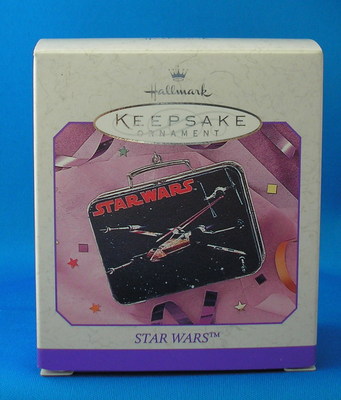 Hallmark
KEEPSAKE
ORNAMENT
STAR WARS
STAR WARS™